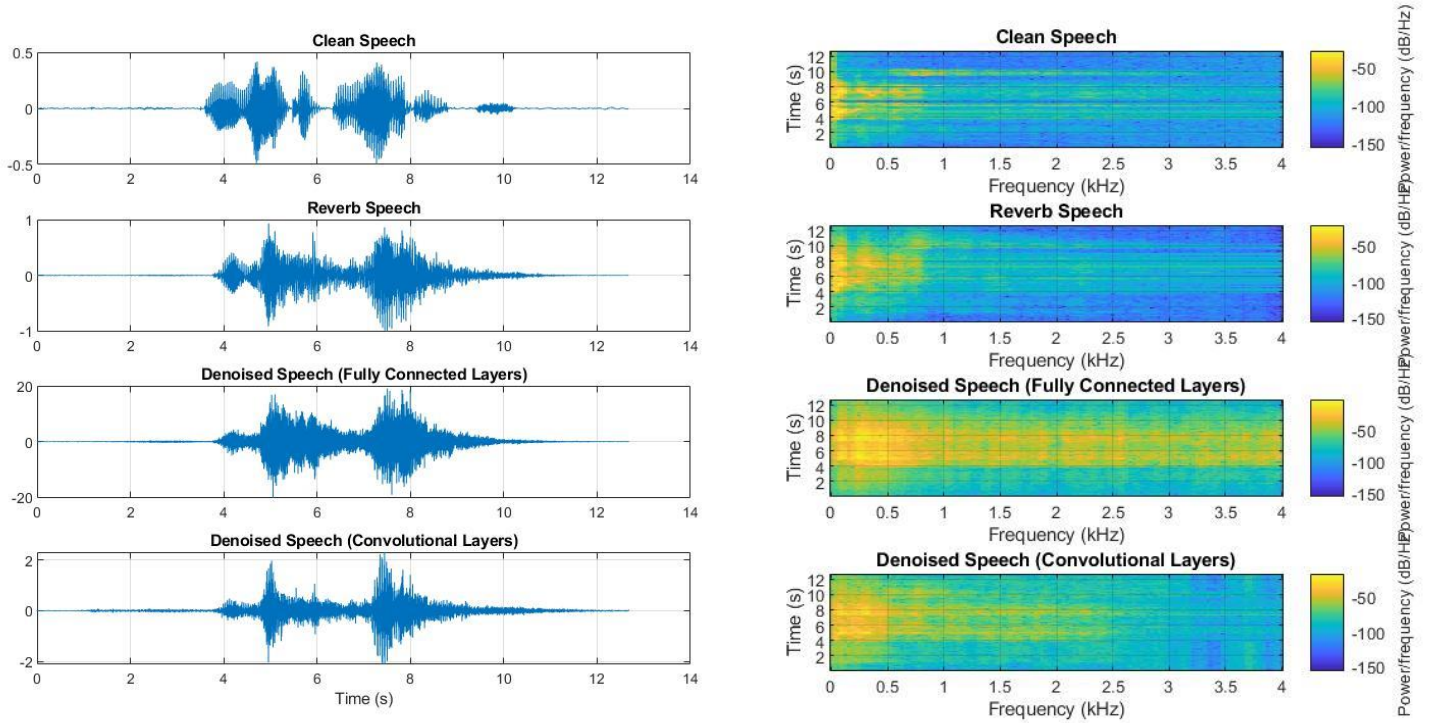 Clean Speech
0.5
0
-0.5
0 2 4 6 8 10 12 14
Reverb Speech
1
0
-1
0 2 4 6 8 10 12 14
Denoised Speech (Fully Connected Layers)
20
0
-20
0 2 4 6 8 10 12 14
Denoised Speech (Convolutional Layers)
2
0
-2
0 2 4 6 8 10 12 14
Time (s)
Clean Speech
Time (s)
12
10
8
6
4
2
0 0.5 1 1.5 2 2.5 3 3.5 4
Frequency (kHz)
-50
-100
-150
Power/frequency (dB/Hz)
Reverb Speech
Time (s)
12
10
8
6
4
2
0 0.5 1 1.5 2 2.5 3 3.5 4
Frequency (kHz)
-50
-100
-150
Power/frequency (dB/Hz)
Denoised Speech (Fully Connected Layers)
Time (s)
12
10
8
6
4
2
0 0.5 1 1.5 2 2.5 3 3.5 4
Frequency (kHz)
-50
-100
-150
Power/frequency (dB/Hz)
Denoised Speech (Convolutional Layers)
Time (s)
12
10
8
6
4
2
0 0.5 1 1.5 2 2.5 3 3.5 4
Frequency (kHz)
-50
-100
-150
Power/frequency (dB/Hz)